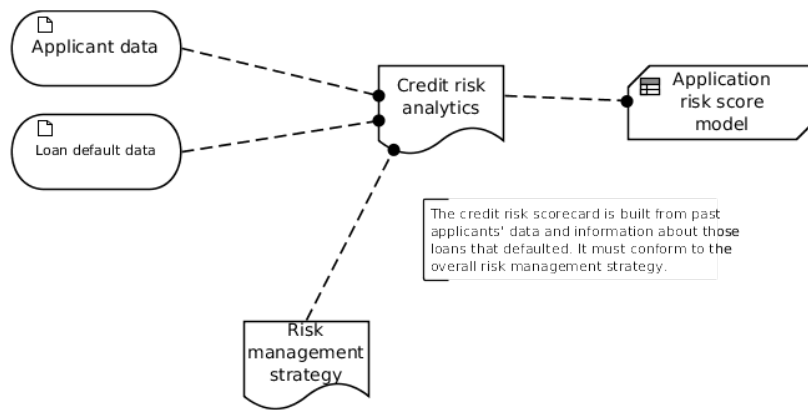 Applicant data
Loan default data
Credit risk
analytics
Application
risk score
model
The credit risk scorecard is built from past
applicants' data and information about those
loans that defaulted. It must conform to the
overall risk management strategy.
Risk
management
strategy